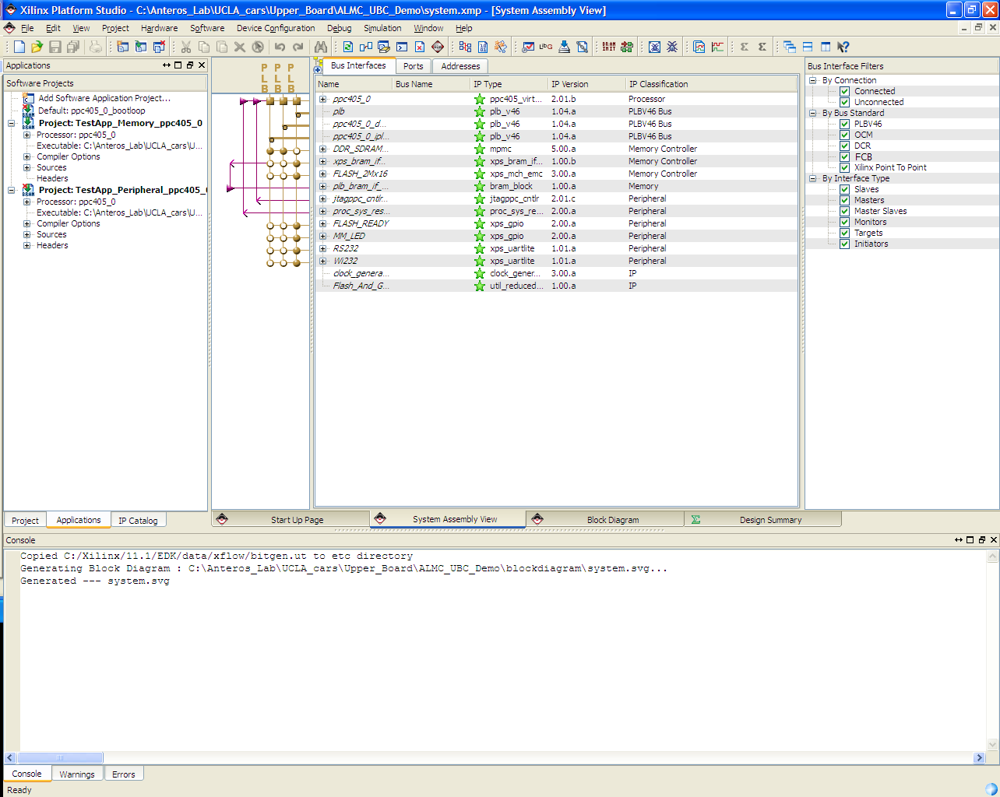 Xilinx Platform Studio - C:\Anteros_Lab\UCLA_cars\Upper_Board\ALMC_UBC_Demo\system.xmp - [System Assembly View]
File Edit View Project Hardware Software Device Configuration Debug Simulation Window Help
Applications
Software Projects
Add Software Application Project...
Default: ppc405_0_bootloop
Project: TestApp_Memory_ppc405_0
Processor: ppc405_0
Executable: C:\Anteros_Lab\UCLA_cars\U...
Compiler Options
Sources
Headers
Project: TestApp_Peripheral_ppc405_
Processor: ppc405_0
Executable: C:\Anteros_Lab\UCLA_cars\U...
Compiler Options
Sources
Headers
Project Applications IP Catalog
P P P
L L L
B B B
Bus Interfaces Ports Addresses
Name Bus Name IP Type IP Version IP Classification
ppc405_0 ppc405_virt... 2.01.b Processor
plb plb_v46 1.04.a PLBV46 Bus
ppc405_0_d... plb_v46 1.04.a PLBV46 Bus
ppc405_0_ipl... plb_v46 1.04.a PLBV46 Bus
DDR_SDRAM... mpmc 5.00.a Memory Controller
xps_bram_if... xps_bram_if... 1.00.b Memory Controller
FLASH_2Mx16 xps_mch_emc 3.00.a Memory Controller
plb_bram_if_... bram_block 1.00.a Memory
jtagppc_cntlr... jtagppc_cntlr 2.01.c Peripheral
proc_sys_res... proc_sys_re... 2.00.a Peripheral
FLASH_READY xps_gpio 2.00.a Peripheral
MM_LED xps_gpio 2.00.a Peripheral
RS232 xps_uartlite 1.01.a Peripheral
Wi232 xps_uartlite 1.01.a Peripheral
clock_genera... clock_gener... 3.00.a IP
Flash_And_G... util_reduced... 1.00.a IP
Bus Interface Filters
By Connection
Connected
Unconnected
By Bus Standard
PLBV46
OCM
DCR
FCB
Xilinx Point To Point
By Interface Type
Slaves
Masters
Master Slaves
Monitors
Targets
Initiators
Start Up Page System Assembly View Block Diagram Design Summary
Console
Copied C:/Xilinx/11.1/EDK/data/xflow/bitgen.ut to etc directory
Generating Block Diagram : C:\Anteros_Lab\UCLA_cars\Upper_Board\ALMC_UBC_Demo\blockdiagram\system.svg...
Generated --- system.svg
Console Warnings Errors
Ready